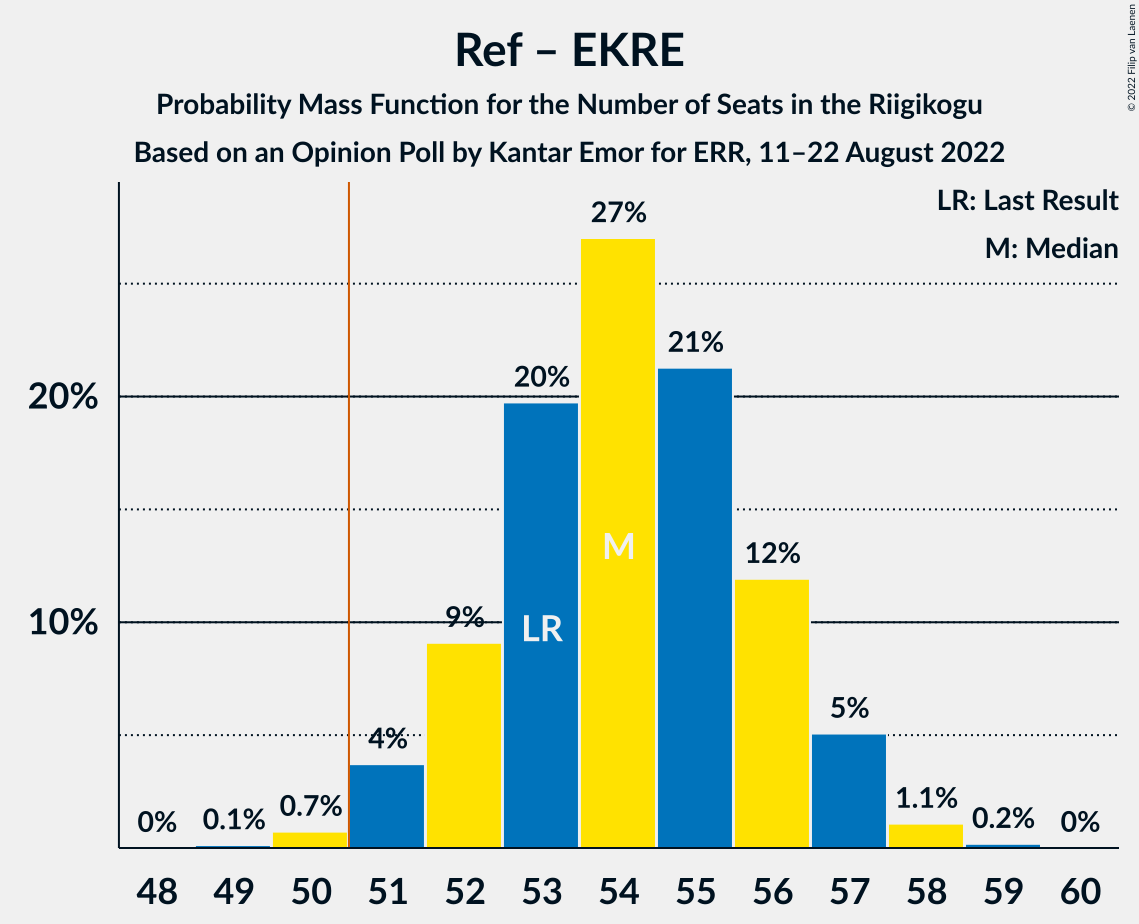 Ref – EKRE
Probability Mass Function for the Number of Seats in the Riigikogu
Based on an Opinion Poll by Kantar Emor for ERR, 11–22 August 2022
© 2022 Filip van Laenen
LR: Last Result
M: Median
27%
21%
20%
20%
M
12%
LR
10%
9%
5%
4%
1.1%
0.7%
0.2%
0.1%
0%
0%
48 49 50 51 52 53 54 55 56 57 58 59 60